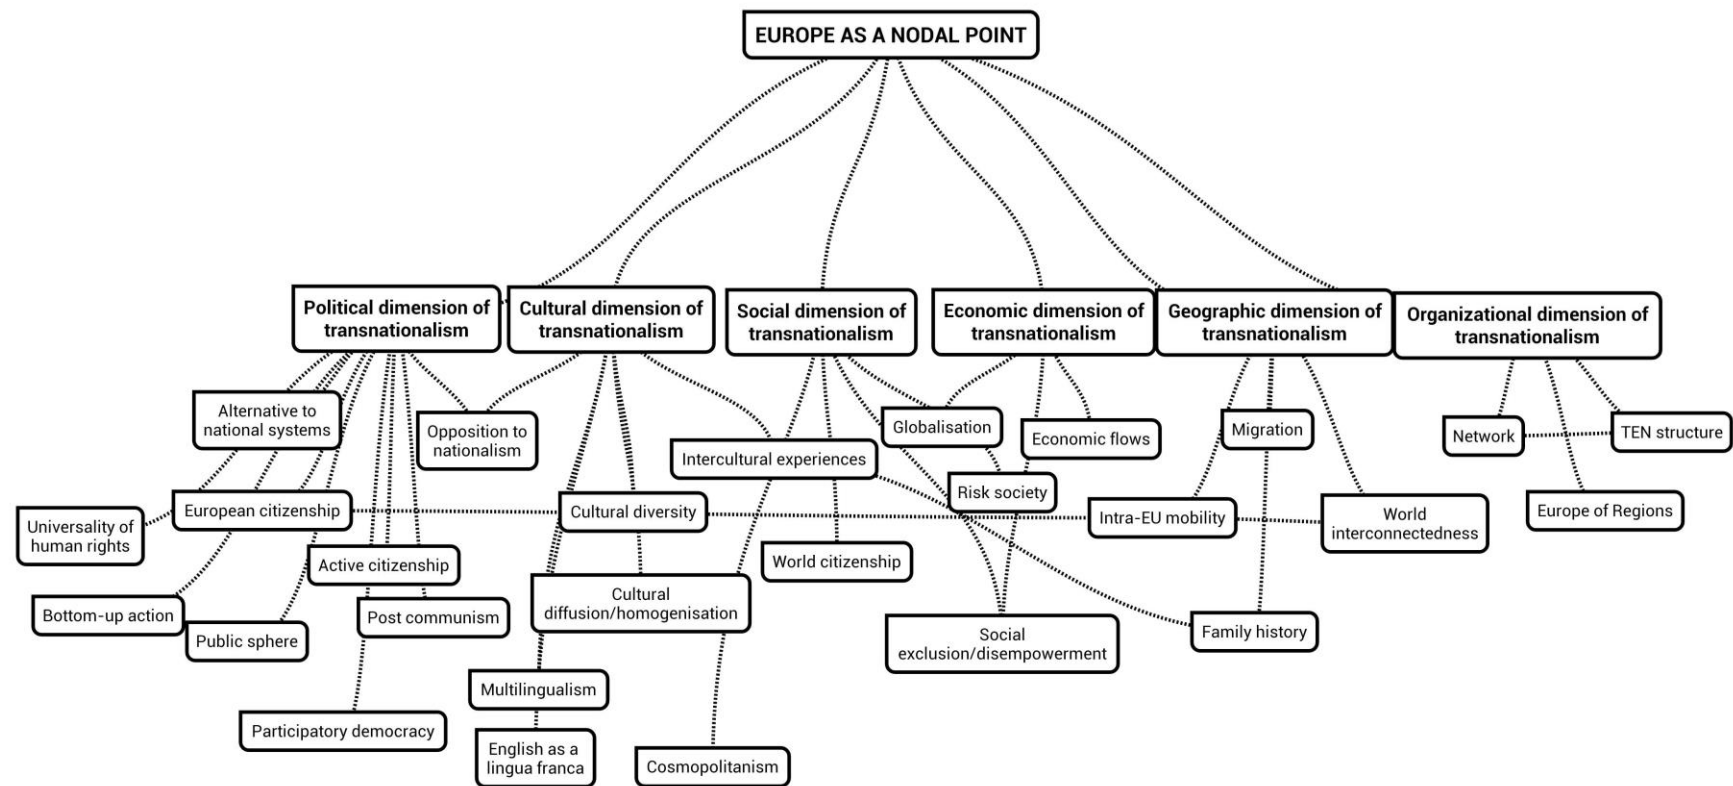 EUROPE AS A NODAL POINT
Political dimension of
transnationalism
Cultural dimension of
transnationalism
Social dimension of
transnationalism
Economic dimension of
transnationalism
Geographic dimension of
transnationalism
Organizational dimension of
transnationalism
Alternative to
national systems
Opposition to
nationalism
Globalisation
Economic flows
Migration
Network
TEN structure
Intercultural experiences
Risk society
Universality of
human rights
European citizenship
Cultural diversity
Intra-EU mobility
World
interconnectedness
Europe of Regions
Active citizenship
World citizenship
Bottom-up action
Public sphere
Post communism
Cultural
diffusion/homogenisation
Social
exclusion/disempowerment
Family history
Multilingualism
Participatory democracy
English as a
lingua franca
Cosmopolitanism